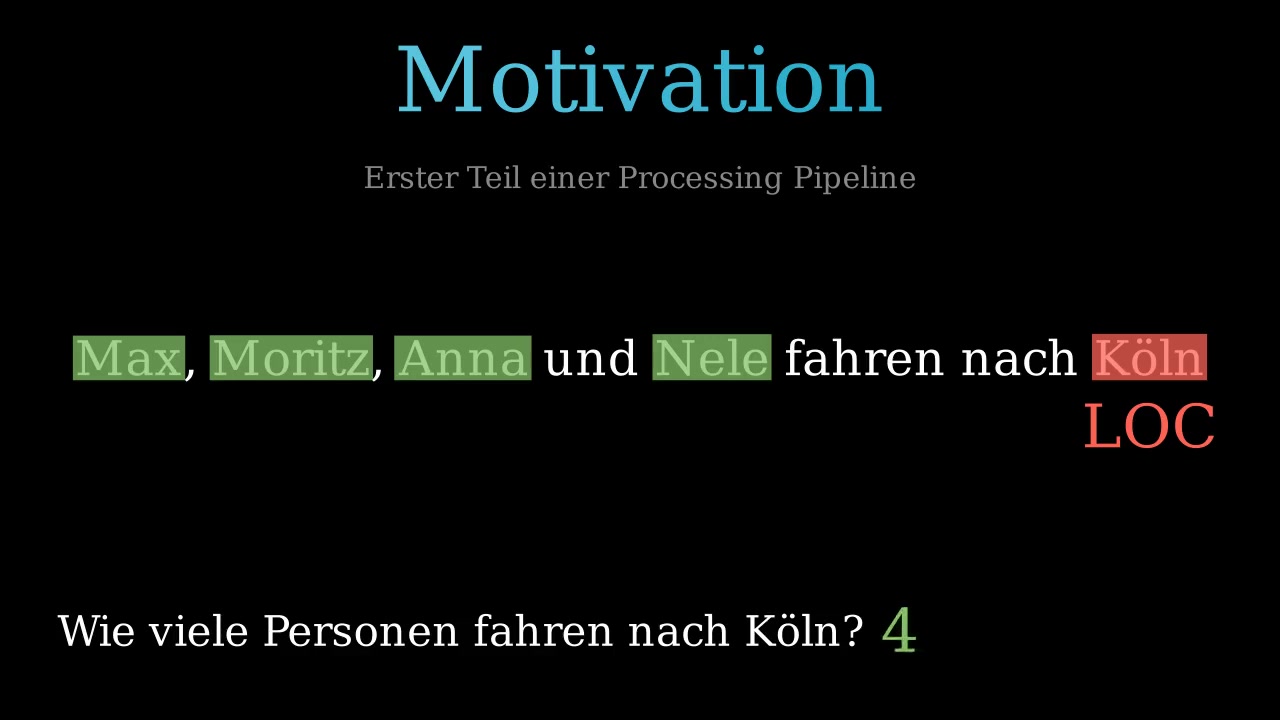 Motivation
Erster Teil einer Processing Pipeline
Max, Moritz, Anna und Nele fahren nach Köln
LOC
Wie viele Personen fahren nach Köln? 4